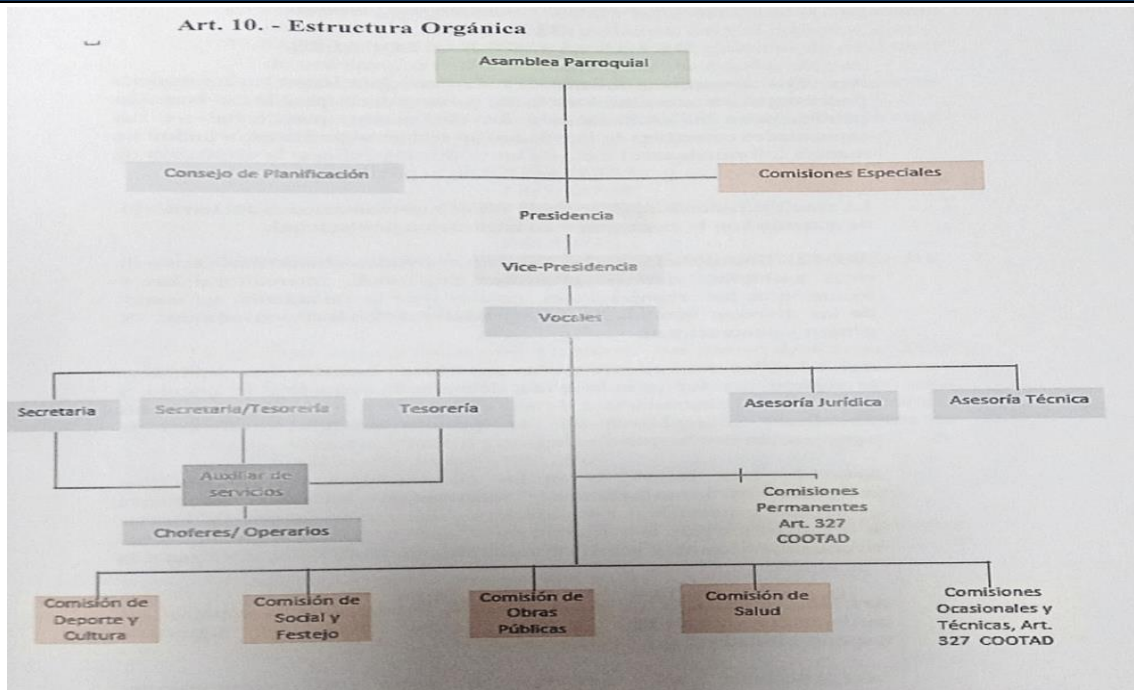 Art. 10. - Estructura Orgánica
Asamblea Parroquial
Consejo de Planificación
Comisiones Especiales
Presidencia
Vice-Presidencia
Vocales
Secretaria
Secretaria/Tesorería
Tesorería
Asesoría Jurídica
Asesoría Técnica
Auxiliar de
servicios
Choferes/ Operarios
Comisiones
Permanentes
Art. 327
COOTAD
Comisión de
Deporte y
Cultura
Comisión de
Social y
Festejo
Comisión de
Obras
Públicas
Comisión de
Salud
Comisiones
Ocasionales y
Técnicas, Art.
327 COOTAD